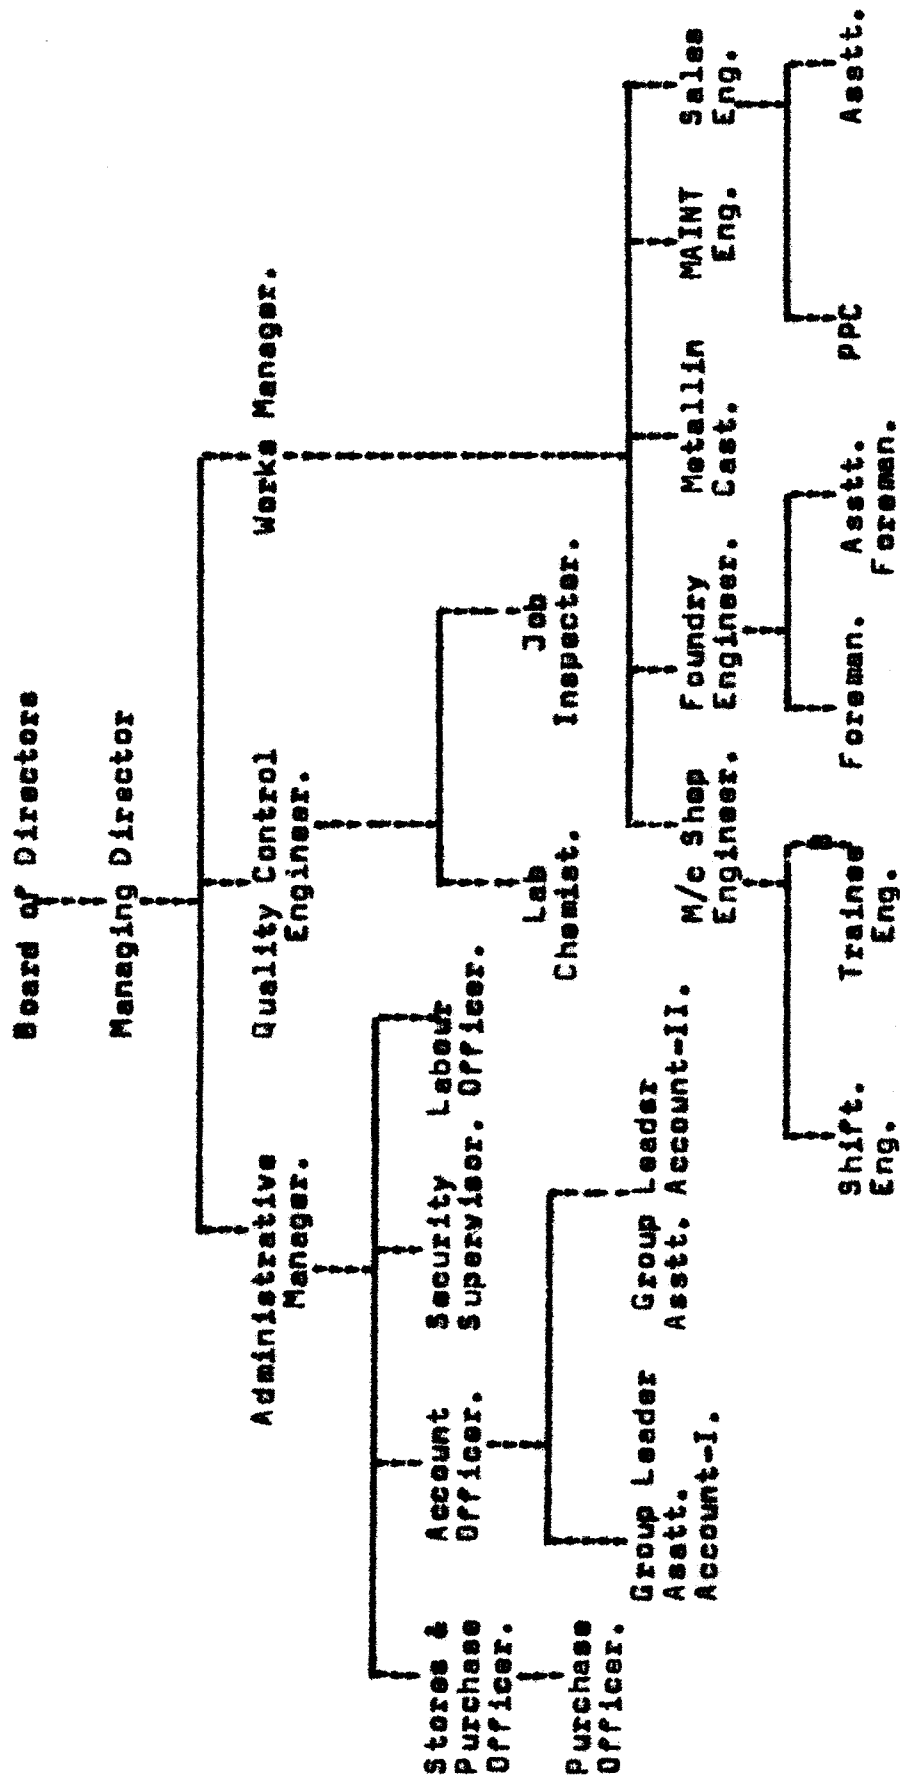 Board of Directors
Managing Director
Administrative
Manager.
Quality Control
Engineer.
Works Manager.
Stores &
Purchase
Officer.
Account
Officer.
Security
Supervisor.
Labour
Officer.
Purchase
Officer.
Lab
Chemist.
Job
Inspector.
Group Leader
Asatt.
Account-I.
Group Leader
Asstt. Account-II.
M/c Shop
Engineer.
Foundry
Engineer.
Metallin
Cast.
MAINT
Eng.
Sales
Eng.
Shift.
Eng.
Trainee
Eng.
Foreman.
Asstt.
Foreman.
PPC
Asstt.